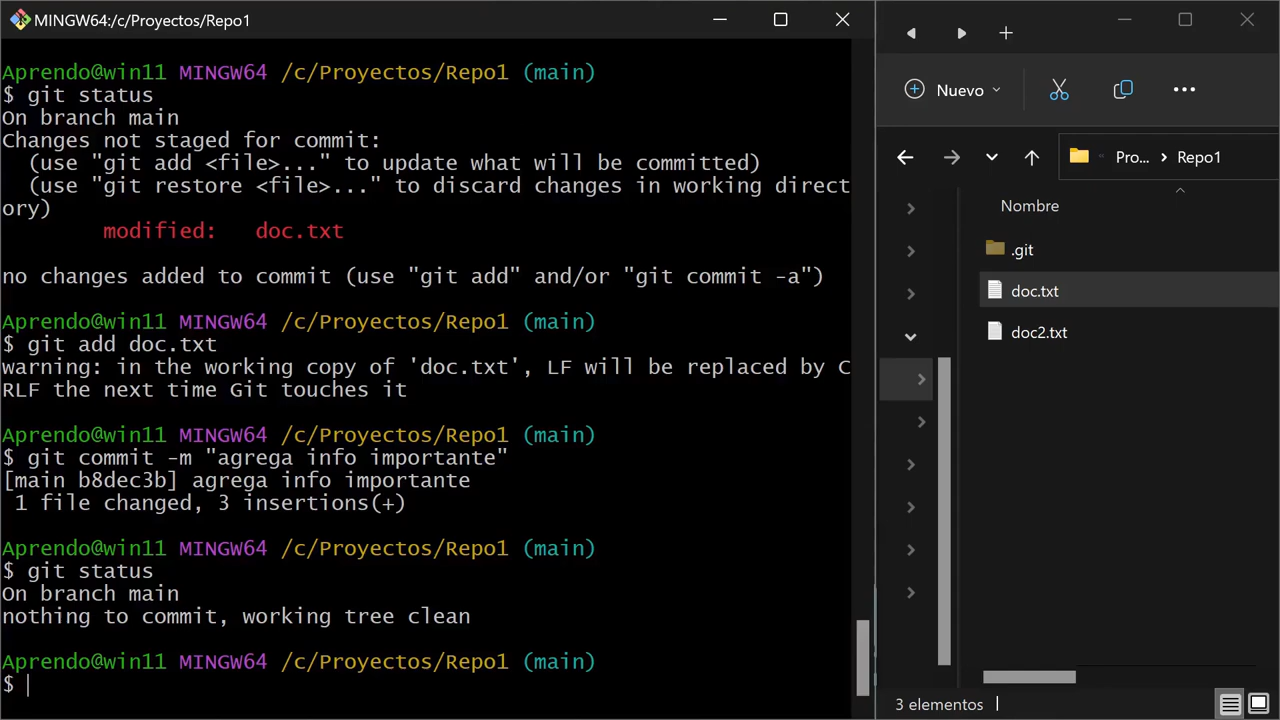 MINGW64:/c/Proyectos/Repo1
Aprendo@win11 MINGW64 /c/Proyectos/Repo1 (main)
$ git status
On branch main
Changes not staged for commit:
  (use "git add <file>..." to update what will be committed)
  (use "git restore <file>..." to discard changes in working direct
ory)
        modified:   doc.txt
no changes added to commit (use "git add" and/or "git commit -a")
Aprendo@win11 MINGW64 /c/Proyectos/Repo1 (main)
$ git add doc.txt
warning: in the working copy of 'doc.txt', LF will be replaced by C
RLF the next time Git touches it
Aprendo@win11 MINGW64 /c/Proyectos/Repo1 (main)
$ git commit -m "agrega info importante"
[main b8dec3b] agrega info importante
 1 file changed, 3 insertions(+)
Aprendo@win11 MINGW64 /c/Proyectos/Repo1 (main)
$ git status
On branch main
nothing to commit, working tree clean
Aprendo@win11 MINGW64 /c/Proyectos/Repo1 (main)
$
Nuevo
Pro... > Repo1
Nombre
.git
doc.txt
doc2.txt
3 elementos